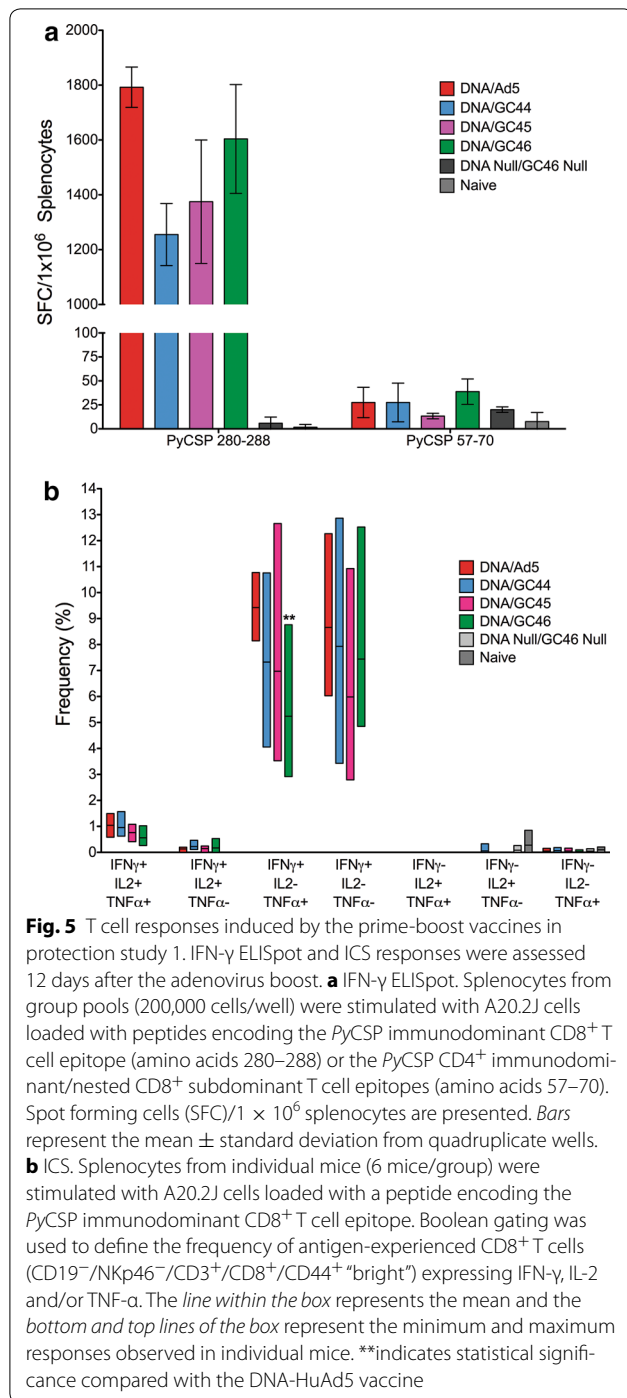 a
2000
1800
1600
1400
1200
1000
100
75
50
25
0
SFC/1x10⁶ Splenocytes
DNA/Ad5
DNA/GC44
DNA/GC45
DNA/GC46
DNA Null/GC46 Null
Naive
PyCSP 280-288 PyCSP 57-70
b
14
13
12
11
10
9
8
7
6
5
4
3
2
1
0
Frequency (%)
**
DNA/Ad5
DNA/GC44
DNA/GC45
DNA/GC46
DNA Null/GC46 Null
Naive
IFNγ+ IFNγ+ IFNγ+ IFNγ+ IFNγ- IFNγ- IFNγ-
IL2+ IL2+ IL2- IL2- IL2+ IL2+ IL2-
TNFα+ TNFα- TNFα+ TNFα- TNFα+ TNFα- TNFα+
Fig. 5 T cell responses induced by the prime-boost vaccines in
protection study 1. IFN-γ ELISpot and ICS responses were assessed
12 days after the adenovirus boost. a IFN-γ ELISpot. Splenocytes from
group pools (200,000 cells/well) were stimulated with A20.2J cells
loaded with peptides encoding the PyCSP immunodominant CD8⁺ T
cell epitope (amino acids 280–288) or the PyCSP CD4⁺ immunodomi-
nant/nested CD8⁺ subdominant T cell epitopes (amino acids 57–70).
Spot forming cells (SFC)/1 × 10⁶ splenocytes are presented. Bars
represent the mean ± standard deviation from quadruplicate wells.
b ICS. Splenocytes from individual mice (6 mice/group) were
stimulated with A20.2J cells loaded with a peptide encoding the
PyCSP immunodominant CD8⁺ T cell epitope. Boolean gating was
used to define the frequency of antigen-experienced CD8⁺ T cells
(CD19⁻/NKp46⁻/CD3⁺/CD8⁺/CD44⁺ “bright”) expressing IFN-γ, IL-2
and/or TNF-α. The line within the box represents the mean and the
bottom and top lines of the box represent the minimum and maximum
responses observed in individual mice. **indicates statistical signifi-
cance compared with the DNA-HuAd5 vaccine